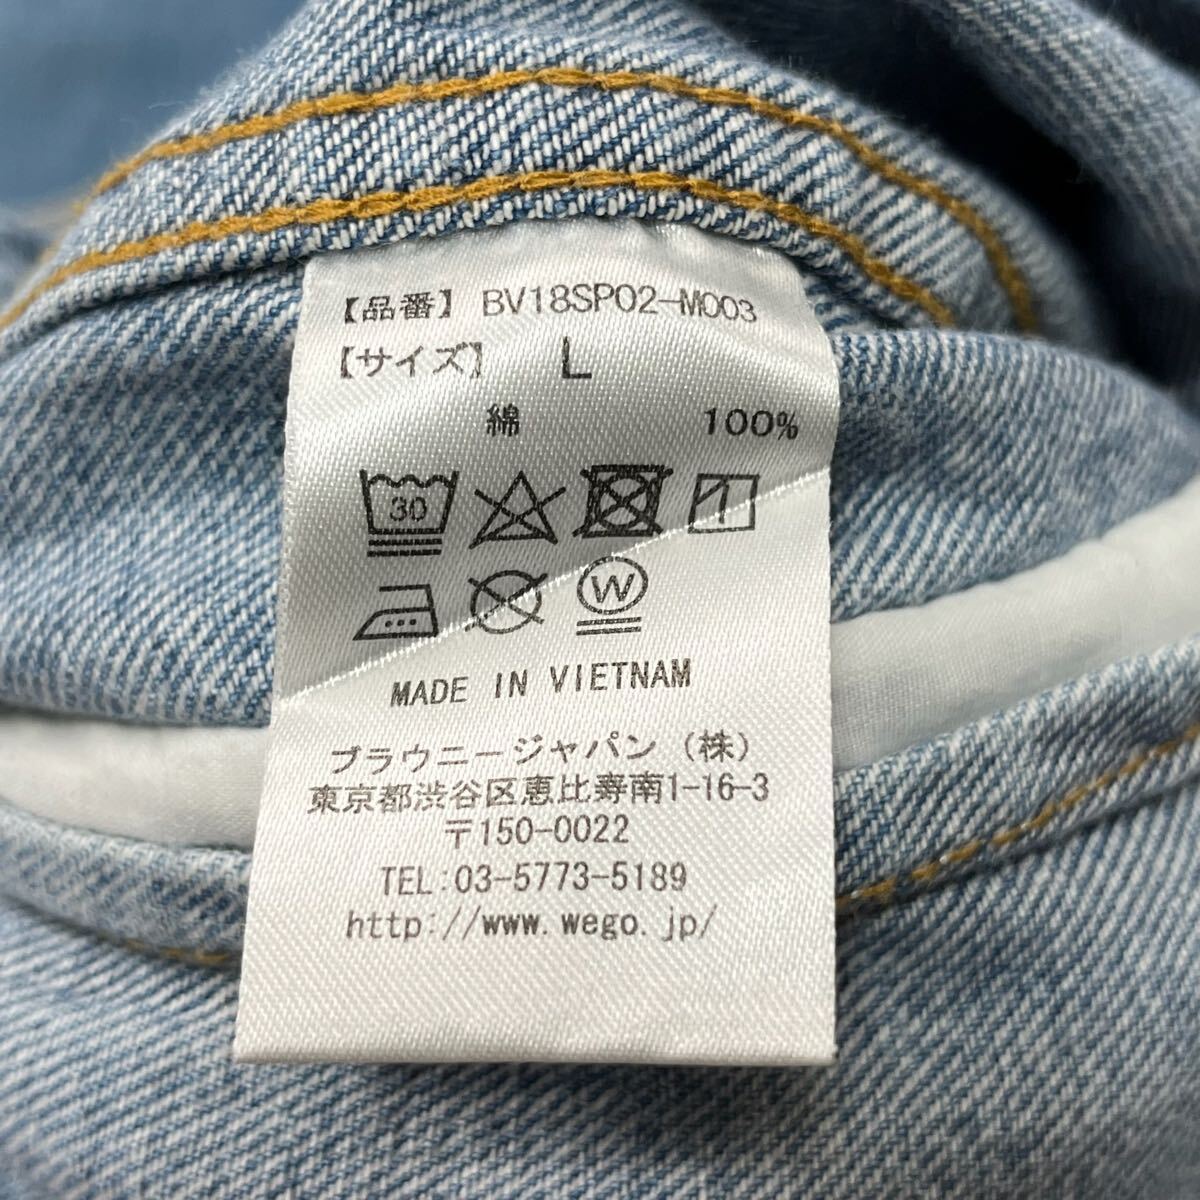 【品番】 BV18SP02-M003
【サイズ】 L
綿 100%
30
W
MADE IN VIETNAM
ブラウニージャパン (株)
東京都渋谷区恵比寿南1-16-3
〒150-0022
TEL:03-5773-5189
http://www.wego.jp/